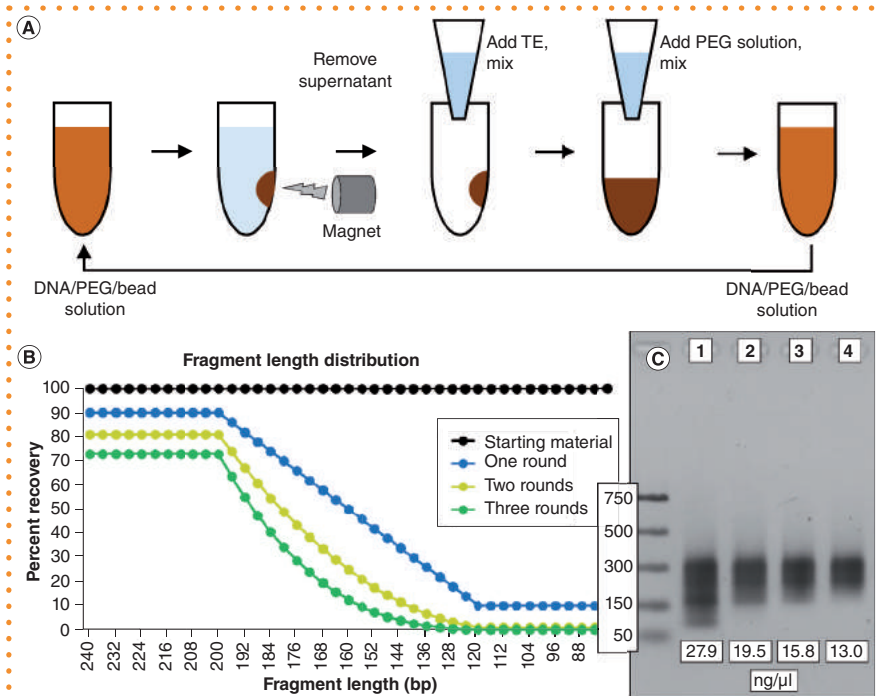 A
Remove
supernatant
Add TE,
mix
Add PEG solution,
mix
Magnet
DNA/PEG/bead
solution
DNA/PEG/bead
solution
B
Fragment length distribution
Percent recovery
100
90
80
70
60
50
40
30
20
10
0
240
232
224
216
208
200
192
184
176
168
160
152
144
136
128
120
112
104
96
88
Fragment length (bp)
Starting material
One round
Two rounds
Three rounds
C
1 2 3 4
750
500
300
150
50
27.9 19.5 15.8 13.0
ng/µl